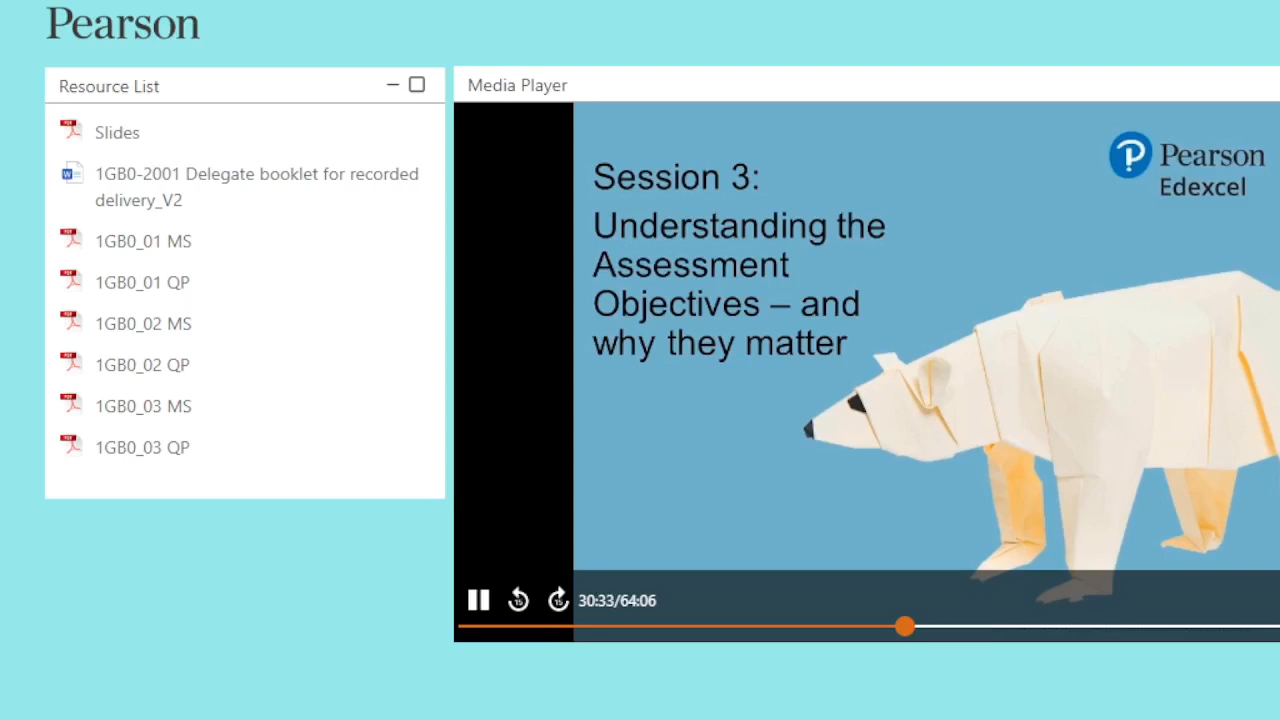 Pearson
Resource List
Slides
1GB0-2001 Delegate booklet for recorded
delivery_V2
1GB0_01 MS
1GB0_01 QP
1GB0_02 MS
1GB0_02 QP
1GB0_03 MS
1GB0_03 QP
Media Player
Pearson
Edexcel
Session 3:
Understanding the
Assessment
Objectives – and
why they matter
15
15
30:33/64:06